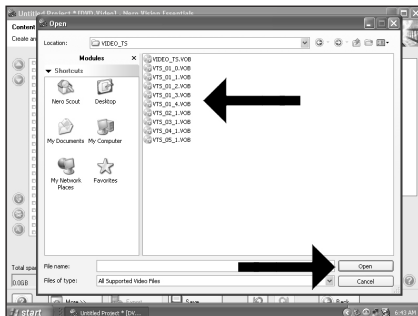 Untitled Project * [DVD-Video] - Nero Vision Essentials
Open
Content
Create an
Location:
VIDEO_TS
Modules
Shortcuts
Nero Scout
Desktop
My Documents
My Computer
My Network
Places
Favorites
VIDEO_TS.VOB
VTS_01_0.VOB
VTS_01_1.VOB
VTS_01_2.VOB
VTS_01_3.VOB
VTS_01_4.VOB
VTS_02_1.VOB
VTS_03_1.VOB
VTS_04_1.VOB
VTS_05_1.VOB
File name:
Open
Files of type:
All Supported Video Files
Cancel
Total spac
0.0GB
More >>
Save
Back
start
Untitled Project * [DV...
6:43 AM